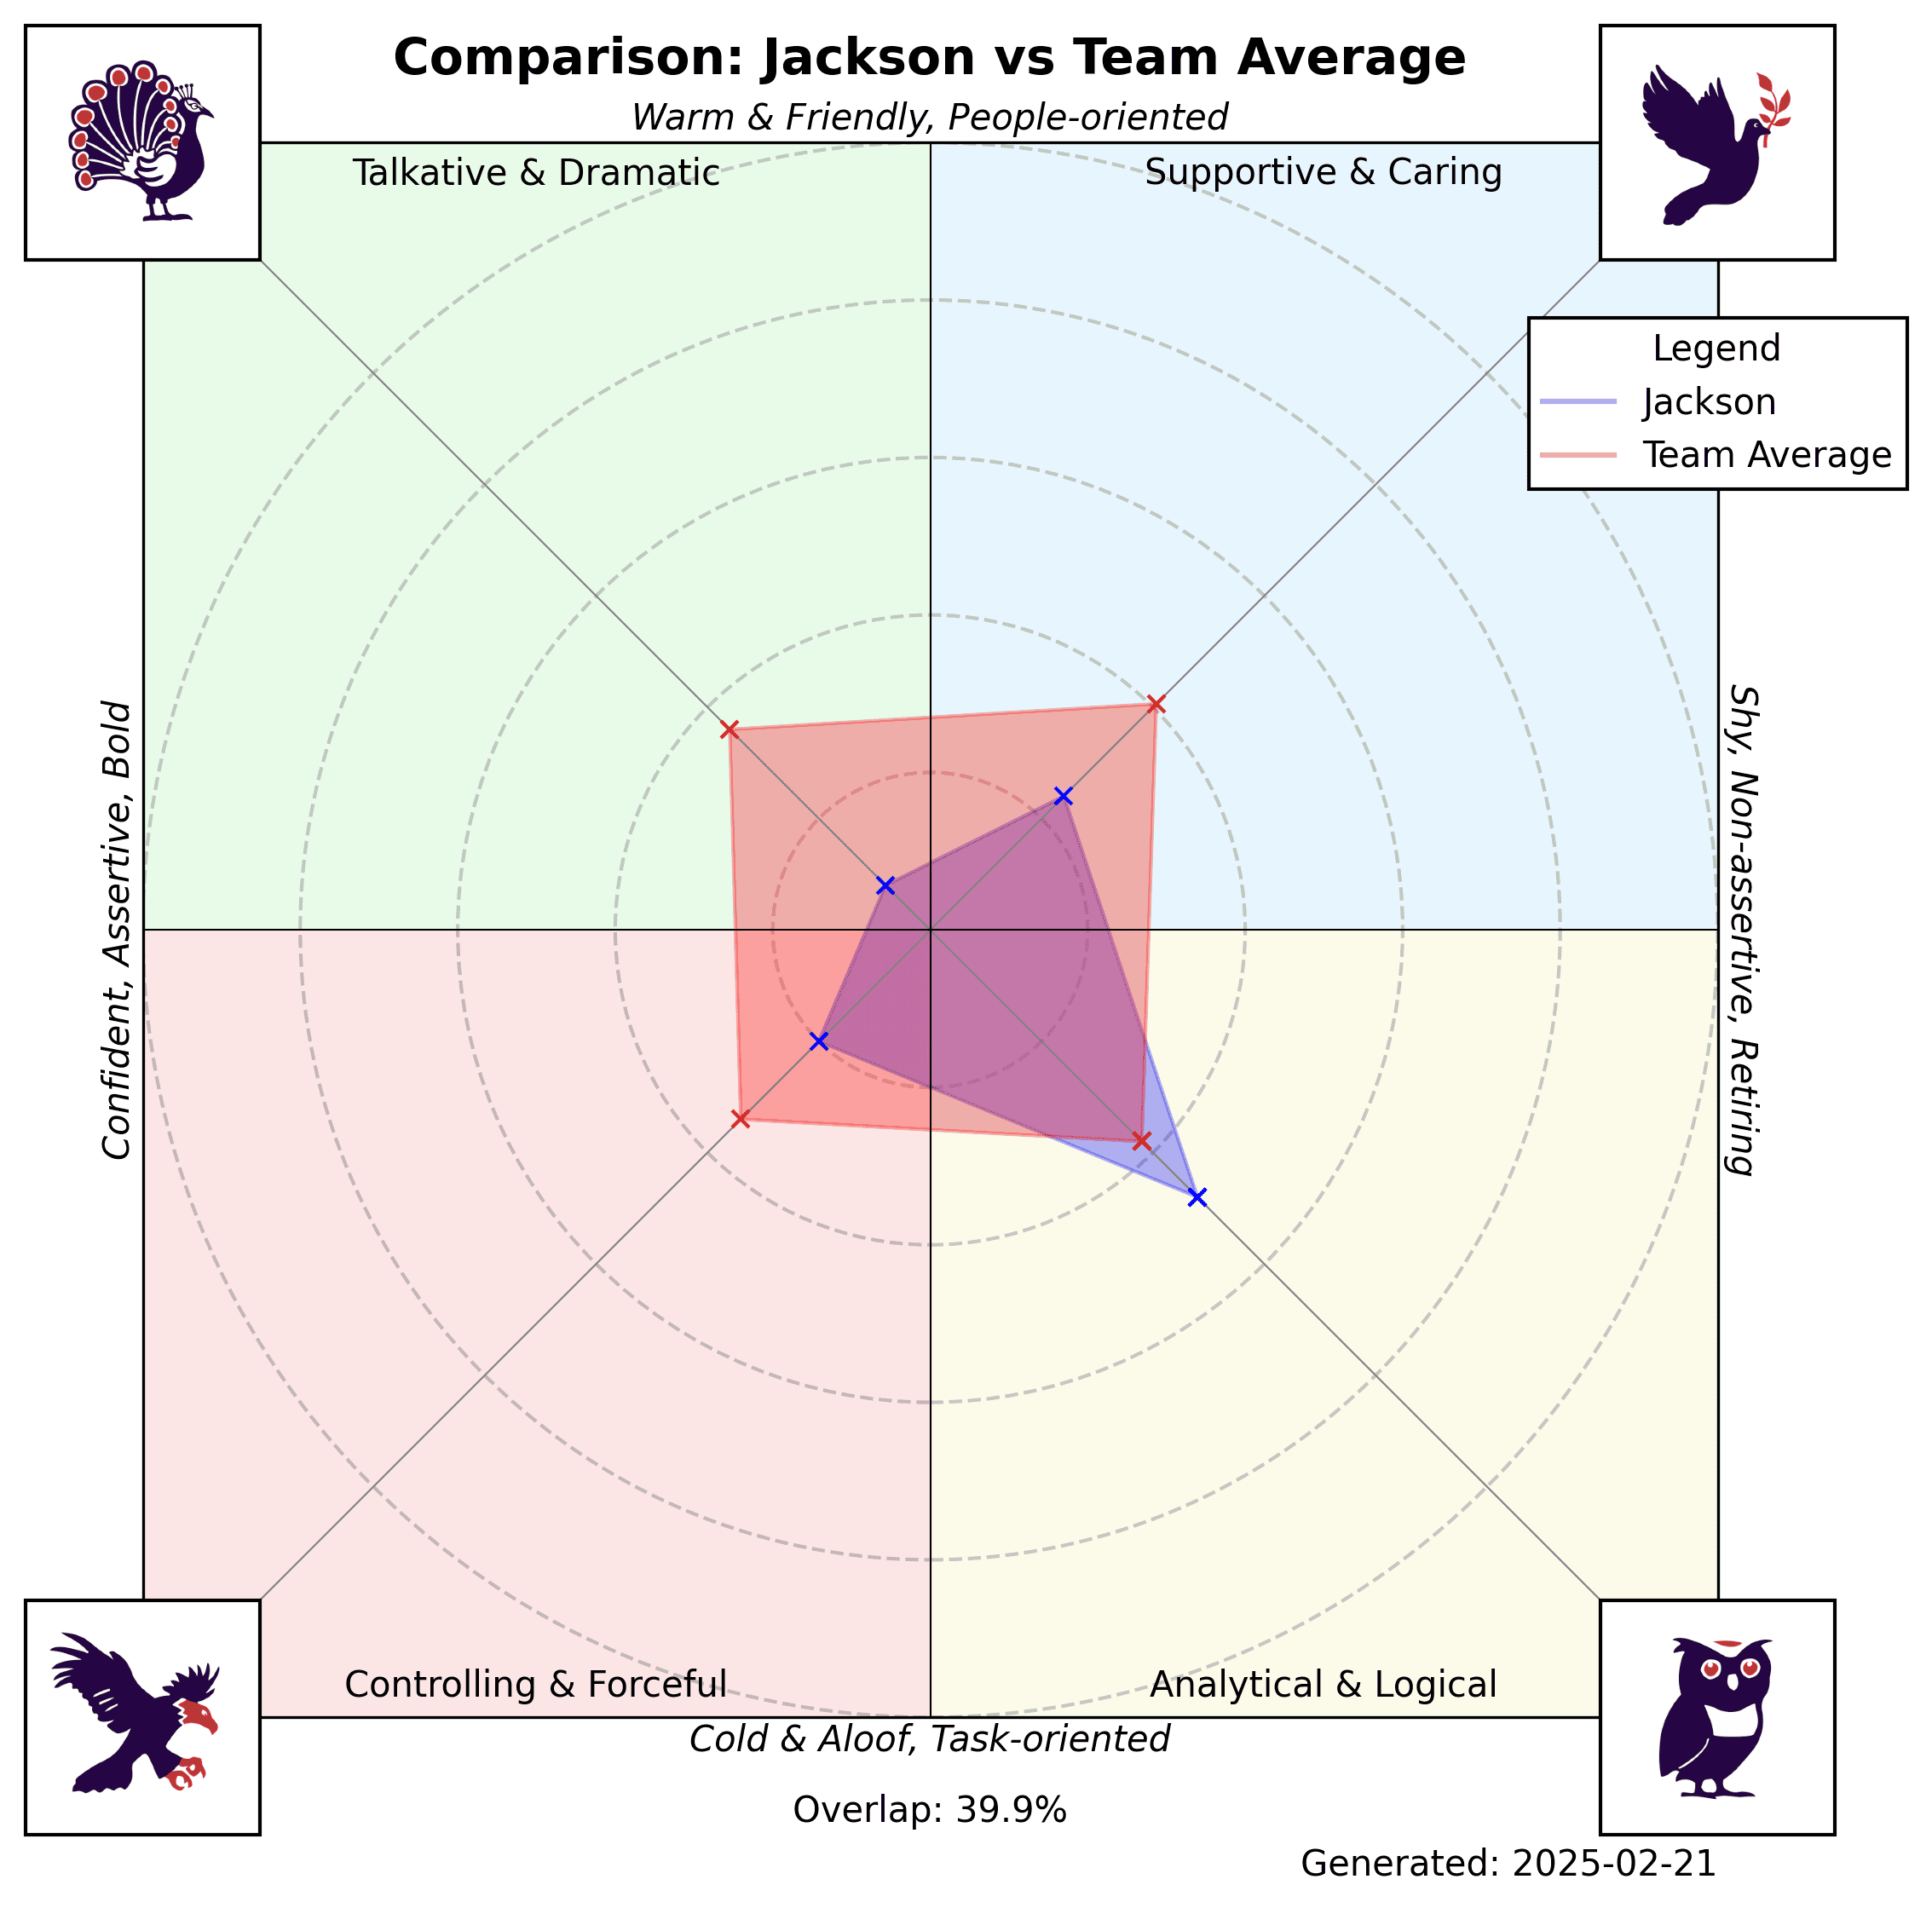 Comparison: Jackson vs Team Average
Warm & Friendly, People-oriented
Talkative & Dramatic
Supportive & Caring
Legend
Jackson
Team Average
Confident, Assertive, Bold
Shy, Non-assertive, Retiring
Controlling & Forceful
Analytical & Logical
Cold & Aloof, Task-oriented
Overlap: 39.9%
Generated: 2025-02-21